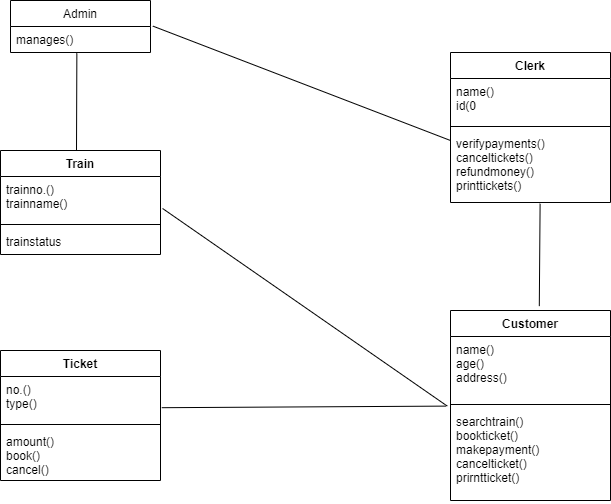 Admin
manages()
Clerk
name()
id(0
verifypayments()
canceltickets()
refundmoney()
printtickets()
Train
trainno.()
trainname()
trainstatus
Customer
name()
age()
address()
searchtrain()
bookticket()
makepayment()
cancelticket()
prirntticket()
Ticket
no.()
type()
amount()
book()
cancel()